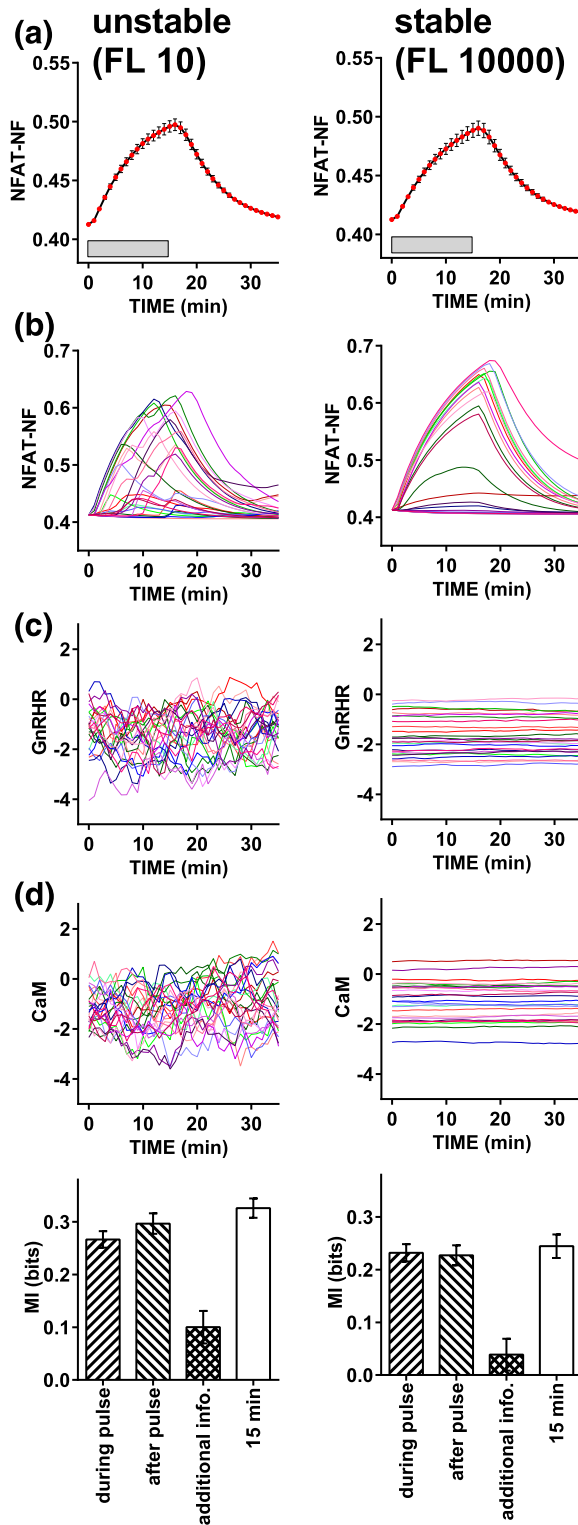 (a)
unstable
(FL 10)
stable
(FL 10000)
NFAT-NF
0.55
0.50
0.45
0.40
0 10 20 30
TIME (min)
NFAT-NF
0.55
0.50
0.45
0.40
0 10 20 30
TIME (min)
(b)
NFAT-NF
0.7
0.6
0.5
0.4
0 10 20 30
TIME (min)
NFAT-NF
0.7
0.6
0.5
0.4
0 10 20 30
TIME (min)
(c)
GnRHR
2
0
-2
-4
0 10 20 30
TIME (min)
GnRHR
2
0
-2
-4
0 10 20 30
TIME (min)
(d)
CaM
2
0
-2
-4
0 10 20 30
TIME (min)
CaM
2
0
-2
-4
0 10 20 30
TIME (min)
MI (bits)
0.3
0.2
0.1
0.0
during pulse
after pulse
additional info.
15 min
MI (bits)
0.3
0.2
0.1
0.0
during pulse
after pulse
additional info.
15 min